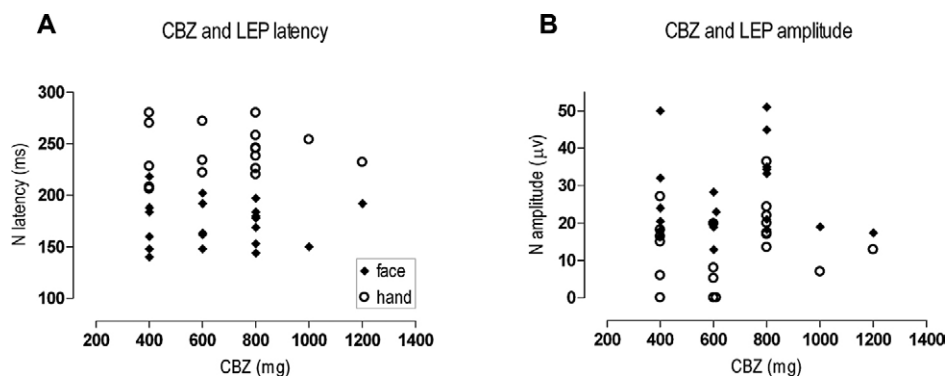 A
CBZ and LEP latency
N latency (ms)
300
250
200
150
100
face
hand
200
400
600
800
1000
1200
1400
CBZ (mg)
B
CBZ and LEP amplitude
N amplitude (μv)
50
40
30
20
10
0
200
400
600
800
1000
1200
1400
CBZ (mg)